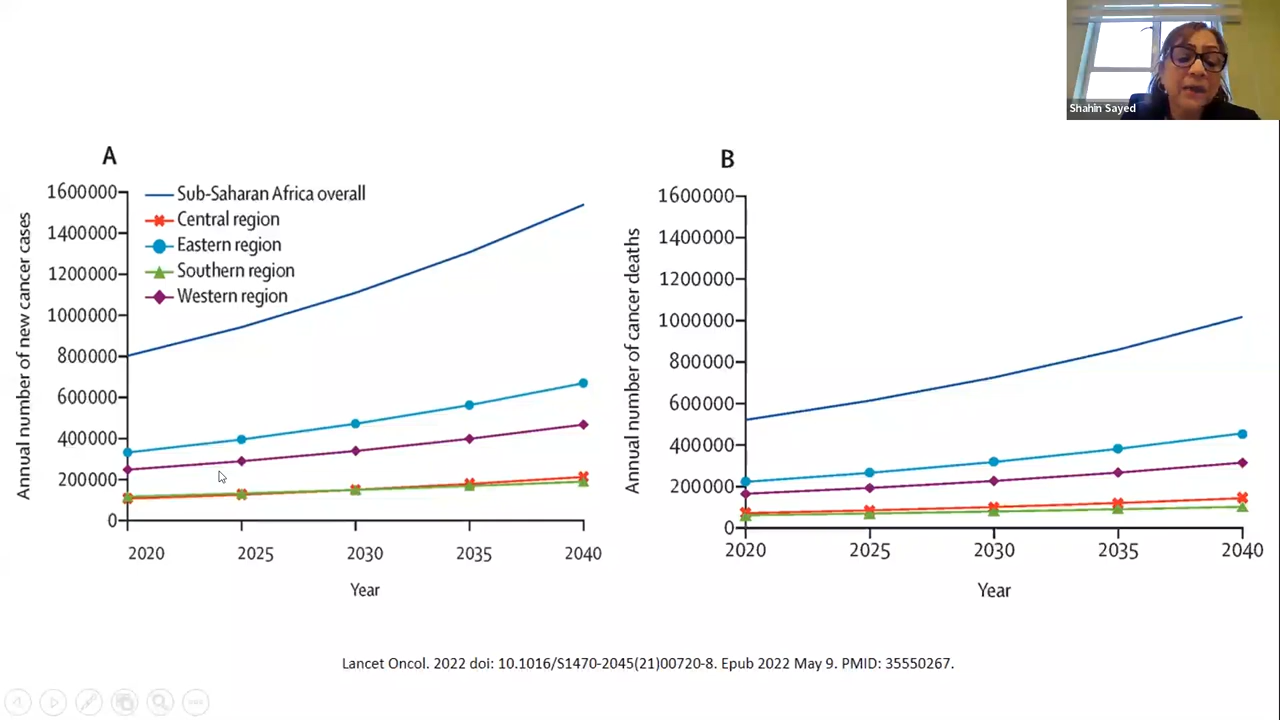 Shahin Sayed
A
1600000
1400000
1200000
1000000
800000
600000
400000
200000
0
Annual number of new cancer cases
Sub-Saharan Africa overall
Central region
Eastern region
Southern region
Western region
2020 2025 2030 2035 2040
Year
B
1600000
1400000
1200000
1000000
800000
600000
400000
200000
0
Annual number of cancer deaths
2020 2025 2030 2035 2040
Year
Lancet Oncol. 2022 doi: 10.1016/S1470-2045(21)00720-8. Epub 2022 May 9. PMID: 35550267.